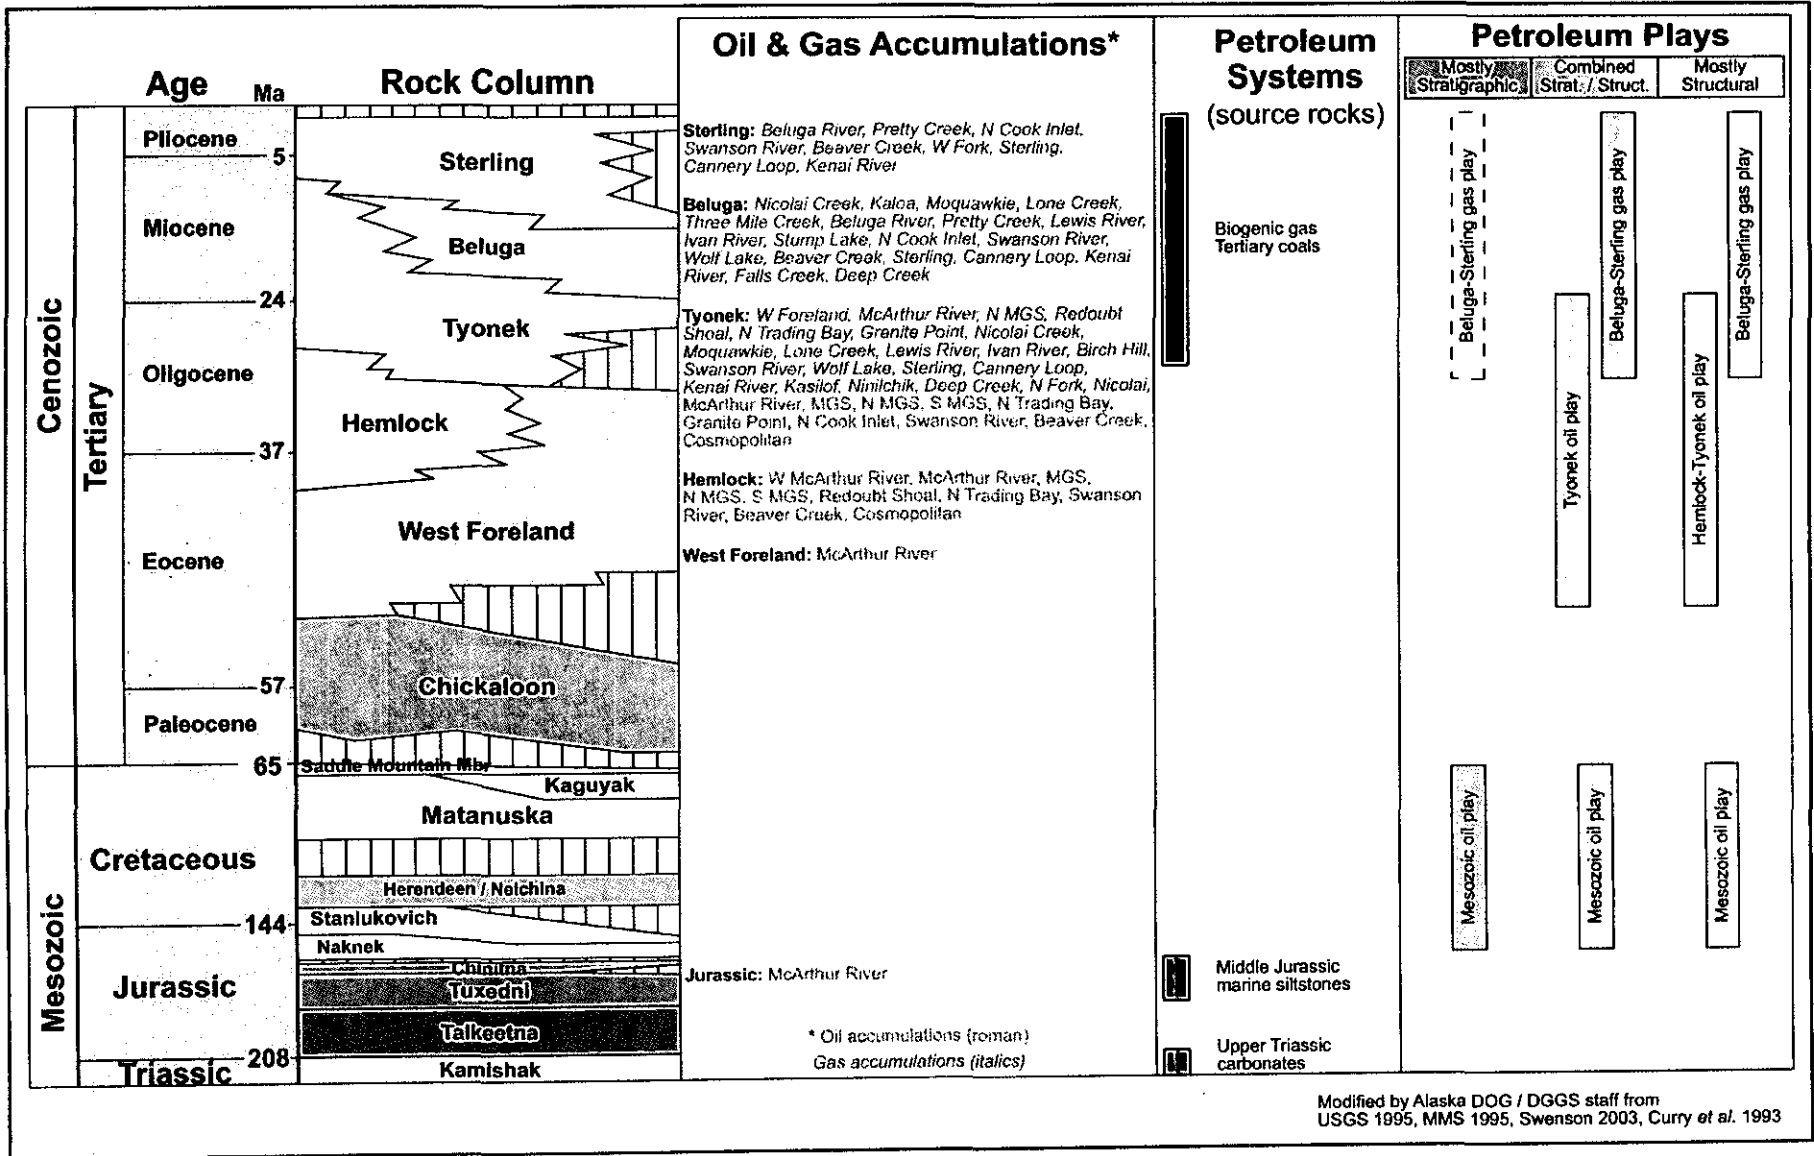 Age
Ma
Rock Column
Oil & Gas Accumulations*
Petroleum
Systems
(source rocks)
Petroleum Plays
Mostly
Stratigraphic
Combined
Strat. / Struct.
Mostly
Structural
Cenozoic
Tertiary
Pliocene
5
Miocene
24
Oligocene
37
Eocene
57
Paleocene
65
Mesozoic
Cretaceous
144
Jurassic
208
Triassic
Sterling
Beluga
Tyonek
Hemlock
West Foreland
Chickaloon
Saddle Mountain Mbr
Kaguyak
Matanuska
Herendeen / Nelchina
Staniukovich
Naknek
Chinitna
Tuxedni
Talkeetna
Kamishak
Sterling: Beluga River, Pretty Creek, N Cook Inlet,
Swanson River, Beaver Creek, W Fork, Sterling,
Cannery Loop, Kenai River
Beluga: Nicolai Creek, Kaloa, Moquawkie, Lone Creek,
Three Mile Creek, Beluga River, Pretty Creek, Lewis River,
Ivan River, Stump Lake, N Cook Inlet, Swanson River,
Wolf Lake, Beaver Creek, Sterling, Cannery Loop, Kenai
River, Falls Creek, Deep Creek
Tyonek: W Foreland, McArthur River, N MGS, Redoubt
Shoal, N Trading Bay, Granite Point, Nicolai Creek,
Moquawkie, Lone Creek, Lewis River, Ivan River, Birch Hill,
Swanson River, Wolf Lake, Sterling, Cannery Loop,
Kenai River, Kasilof, Ninilchik, Deep Creek, N Fork, Nicolai,
McArthur River, MGS, N MGS, S MGS, N Trading Bay,
Granite Point, N Cook Inlet, Swanson River, Beaver Creek,
Cosmopolitan
Hemlock: W McArthur River, McArthur River, MGS,
N MGS, S MGS, Redoubt Shoal, N Trading Bay, Swanson
River, Beaver Creek, Cosmopolitan
West Foreland: McArthur River
Jurassic: McArthur River
* Oil accumulations (roman)
Gas accumulations (italics)
Biogenic gas
Tertiary coals
Middle Jurassic
marine siltstones
Upper Triassic
carbonates
Beluga-Sterling gas play
Beluga-Sterling gas play
Beluga-Sterling gas play
Tyonek oil play
Hemlock-Tyonek oil play
Mesozoic oil play
Mesozoic oil play
Mesozsoic oil play
Modified by Alaska DOG / DGGS staff from
USGS 1995, MMS 1995, Swenson 2003, Curry et al. 1993